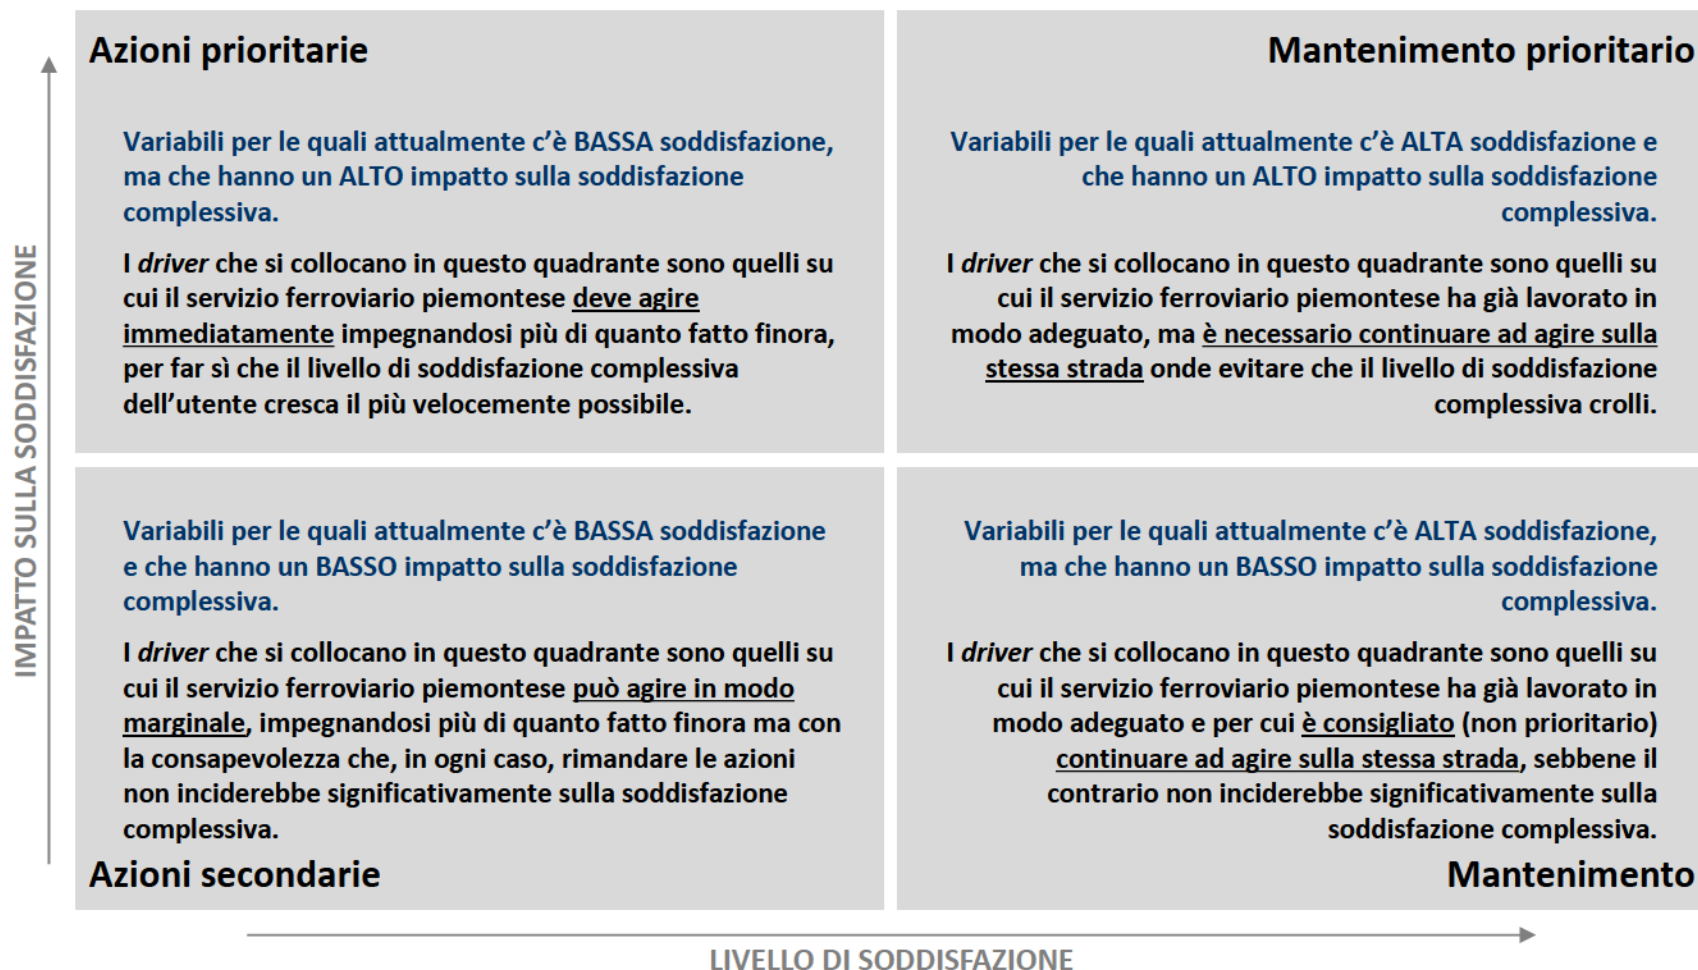 Azioni prioritarie
Variabili per le quali attualmente c'è BASSA soddisfazione,
ma che hanno un ALTO impatto sulla soddisfazione
complessiva.
I driver che si collocano in questo quadrante sono quelli su
cui il servizio ferroviario piemontese deve agire
immediatamente impegnandosi più di quanto fatto finora,
per far sì che il livello di soddisfazione complessiva
dell'utente cresca il più velocemente possibile.
Mantenimento prioritario
Variabili per le quali attualmente c'è ALTA soddisfazione e
che hanno un ALTO impatto sulla soddisfazione
complessiva.
I driver che si collocano in questo quadrante sono quelli su
cui il servizio ferroviario piemontese ha già lavorato in
modo adeguato, ma è necessario continuare ad agire sulla
stessa strada onde evitare che il livello di soddisfazione
complessiva crolli.
IMPATTO SULLA SODDISFAZIONE
Variabili per le quali attualmente c'è BASSA soddisfazione
e che hanno un BASSO impatto sulla soddisfazione
complessiva.
I driver che si collocano in questo quadrante sono quelli su
cui il servizio ferroviario piemontese può agire in modo
marginale, impegnandosi più di quanto fatto finora ma con
la consapevolezza che, in ogni caso, rimandare le azioni
non inciderebbe significativamente sulla soddisfazione
complessiva.
Azioni secondarie
Variabili per le quali attualmente c'è ALTA soddisfazione,
ma che hanno un BASSO impatto sulla soddisfazione
complessiva.
I driver che si collocano in questo quadrante sono quelli su
cui il servizio ferroviario piemontese ha già lavorato in
modo adeguato e per cui è consigliato (non prioritario)
continuare ad agire sulla stessa strada, sebbene il
contrario non inciderebbe significativamente sulla
soddisfazione complessiva.
Mantenimento
LIVELLO DI SODDISFAZIONE